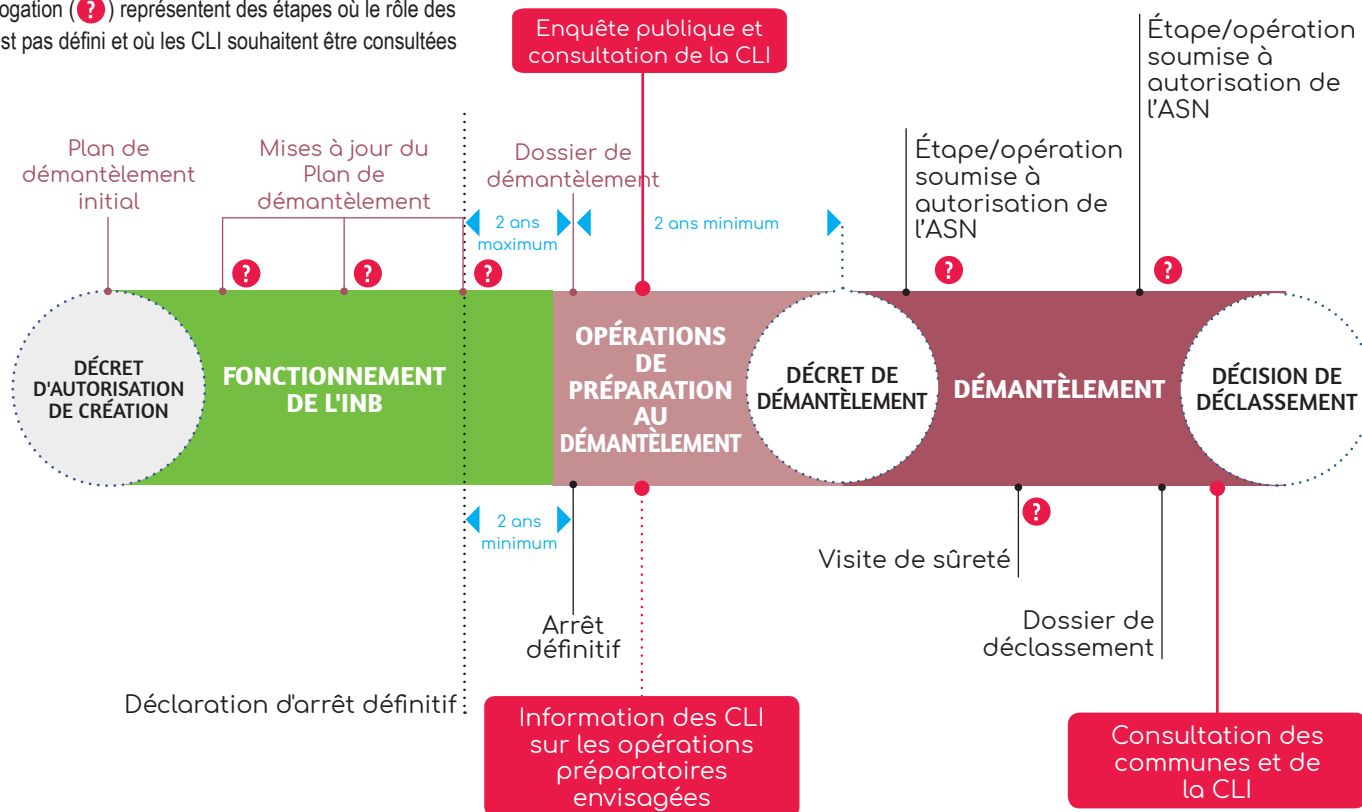 ogation (?) représentent des étapes où le rôle des
st pas défini et où les CLI souhaitent être consultées
Enquête publique et
consultation de la CLI
Étape/opération
soumise à
autorisation de
l’ASN
Plan de
démantèlement
initial
Mises à jour du
Plan de
démantèlement
Dossier de
démantèlement
Étape/opération
soumise à
autorisation de
l’ASN
2 ans
maximum
2 ans minimum
?
?
?
?
?
DÉCRET
D'AUTORISATION
DE CRÉATION
FONCTIONNEMENT
DE L'INB
OPÉRATIONS
DE
PRÉPARATION
AU
DÉMANTÈLEMENT
DÉCRET DE
DÉMANTÈLEMENT
DÉMANTÈLEMENT
DÉCISION DE
DÉCLASSEMENT
2 ans
minimum
?
Visite de sûreté
Arrêt
définitif
Dossier de
déclassement
Déclaration d'arrêt définitif
Information des CLI
sur les opérations
préparatoires
envisagées
Consultation des
communes et de
la CLI